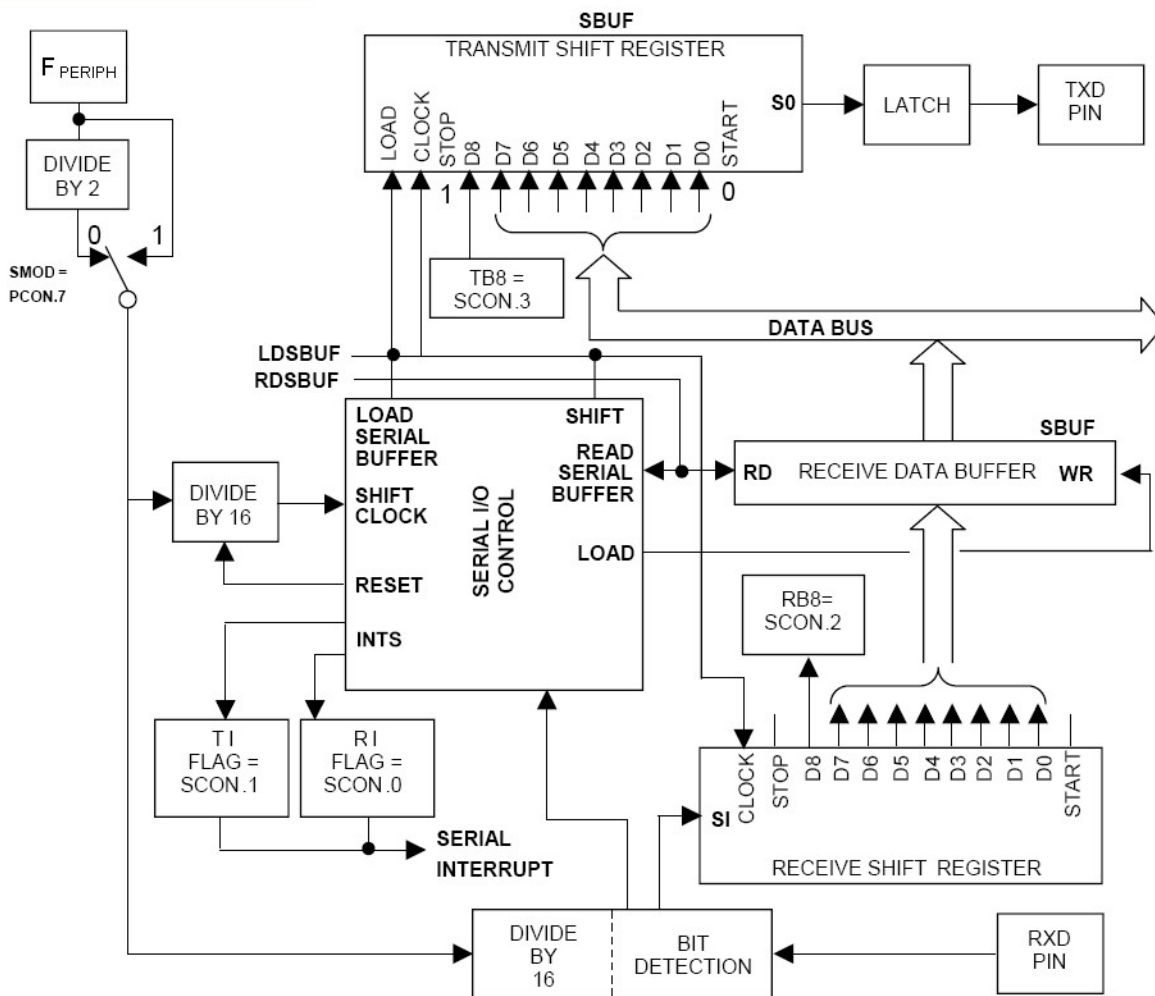 SBUF
TRANSMIT SHIFT REGISTER
F PERIPH
LOAD
CLOCK
STOP
D8
D7
D6
D5
D4
D3
D2
D1
D0
START
S0
LATCH
TXD
PIN
DIVIDE
BY 2
1
0
0
1
SMOD =
PCON.7
TB8 =
SCON.3
DATA BUS
LDSBUF
RDSBUF
LOAD
SERIAL
BUFFER
SHIFT
READ
SERIAL
BUFFER
SHIFT
CLOCK
SERIAL I/O
CONTROL
LOAD
RESET
INTS
DIVIDE
BY 16
SBUF
RD
RECEIVE DATA BUFFER
WR
RB8=
SCON.2
T I
FLAG =
SCON.1
R I
FLAG =
SCON.0
SERIAL
INTERRUPT
SI
CLOCK
STOP
D8
D7
D6
D5
D4
D3
D2
D1
D0
START
RECEIVE SHIFT REGISTER
DIVIDE
BY
16
BIT
DETECTION
RXD
PIN